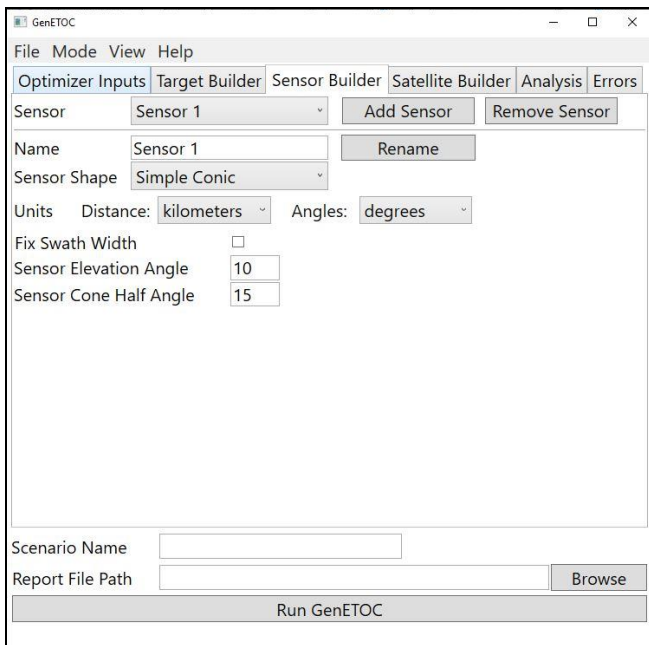 GenETOC
File Mode View Help
Optimizer Inputs Target Builder Sensor Builder Satellite Builder Analysis Errors
Sensor Sensor 1 Add Sensor Remove Sensor
Name Sensor 1 Rename
Sensor Shape Simple Conic
Units Distance: kilometers Angles: degrees
Fix Swath Width
Sensor Elevation Angle 10
Sensor Cone Half Angle 15
Scenario Name
Report File Path Browse
Run GenETOC